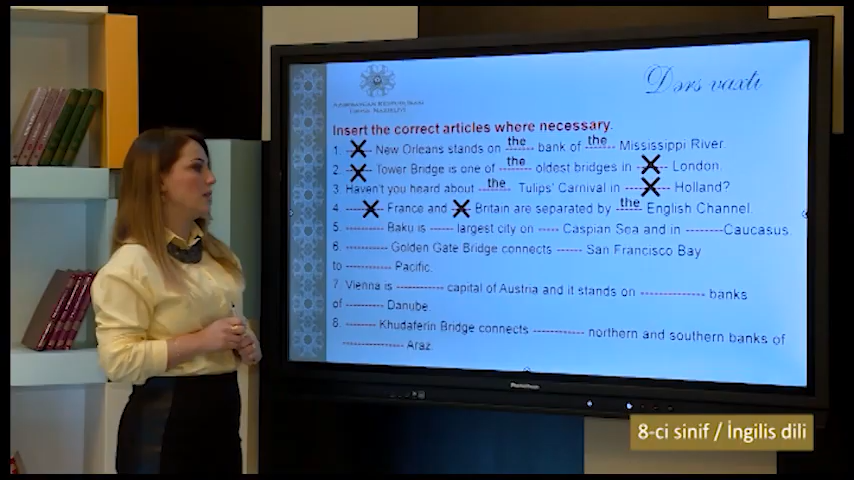 Dərs vaxtı
Insert the correct articles where necessary.
1. --X-- New Orleans stands on the bank of the Mississippi River.
2. --X-- Tower Bridge is one of the oldest bridges in --X-- London.
3. Haven't you heard about the Tulips' Carnival in --X-- Holland?
4. --X-- France and --X-- Britain are separated by the English Channel.
5. --------- Baku is ----- largest city on ----- Caspian Sea and in --------Caucasus.
6. --------- Golden Gate Bridge connects ------- San Francisco Bay
to --------- Pacific.
7. Vienna is ---------- capital of Austria and it stands on ------------- banks
of -------- Danube.
8. ------- Khudaferin Bridge connects ----------- northern and southern banks of
------------- Araz
Promethean
8-ci sinif / İngilis dili